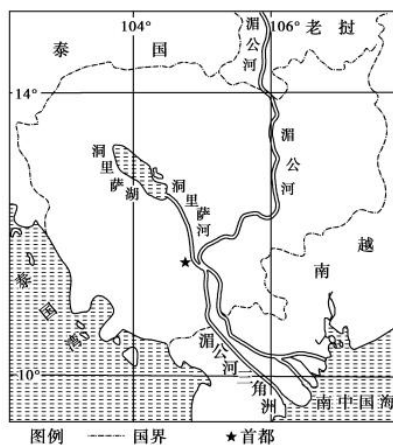 104° 106°
泰 国
湄公河
老 挝
14°
湄公河
洞里萨湖
洞里萨河
越南
泰国湾
湄公河三角洲
10°
南中国海
图例 国界 首都